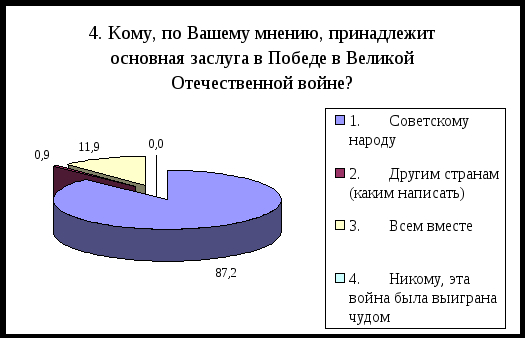 4. Кому, по Вашему мнению, принадлежит
основная заслуга в Победе в Великой
Отечественной войне?
0,9
11,9
0,0
87,2
1. Советскому
народу
2. Другим странам
(каким написать)
3. Всем вместе
4. Никому, эта
война была выиграна
чудом